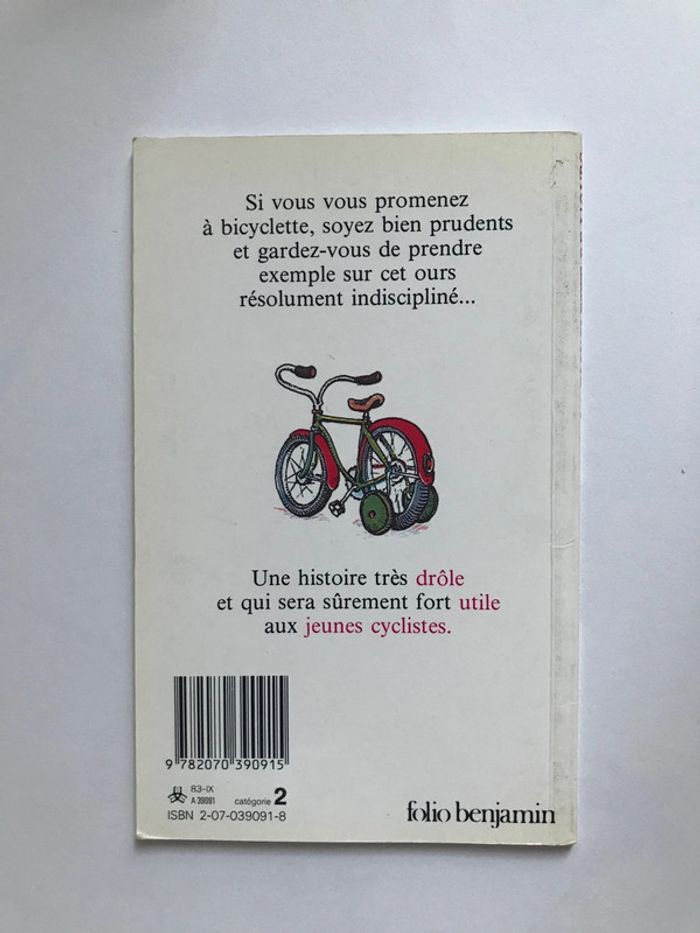 Si vous vous promenez
à bicyclette, soyez bien prudents
et gardez-vous de prendre
exemple sur cet ours
résolument indiscipliné...
Une histoire très drôle
et qui sera sûrement fort utile
aux jeunes cyclistes.
9 782070 390915
83-IX
A 39091 catégorie 2
ISBN 2-07-039091-8
folio benjamin